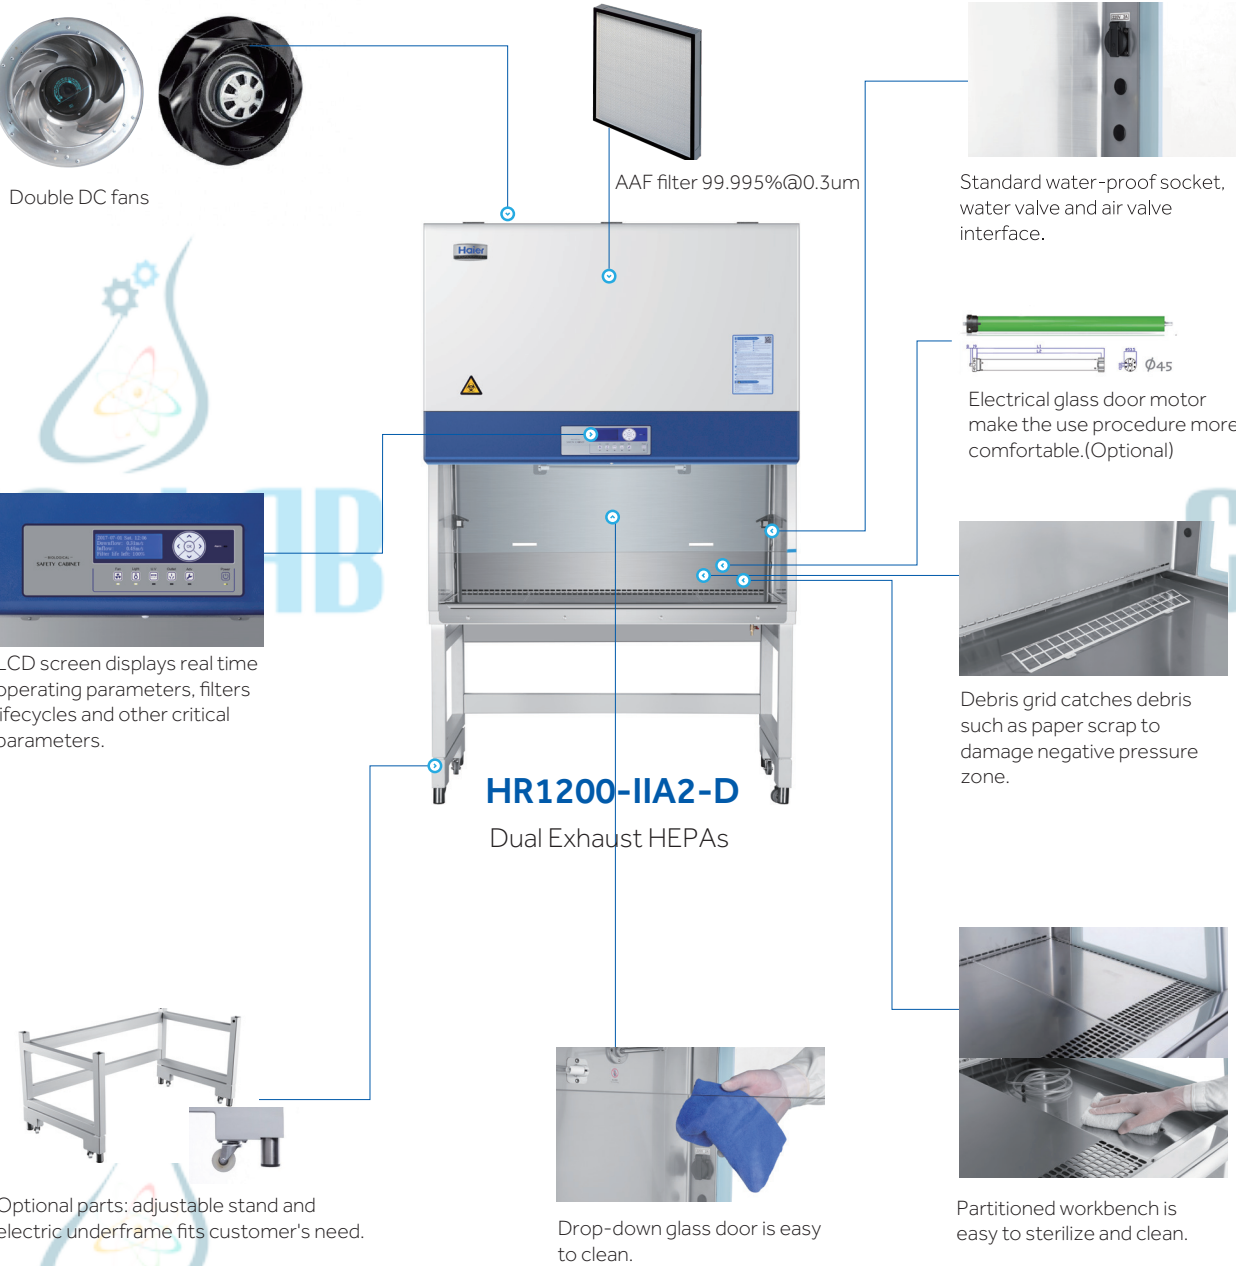 Double DC fans
AAF filter 99.995%@0.3um
Standard water-proof socket,
water valve and air valve
interface.
Haier
Ø45
Electrical glass door motor
make the use procedure more
comfortable.(Optional)
SAFETY CABINET
LCD screen displays real time
operating parameters, filters
lifecycles and other critical
parameters.
Debris grid catches debris
such as paper scrap to
damage negative pressure
zone.
HR1200-IIA2-D
Dual Exhaust HEPAs
Optional parts: adjustable stand and
electric underframe fits customer's need.
Drop-down glass door is easy
to clean.
Partitioned workbench is
easy to sterilize and clean.